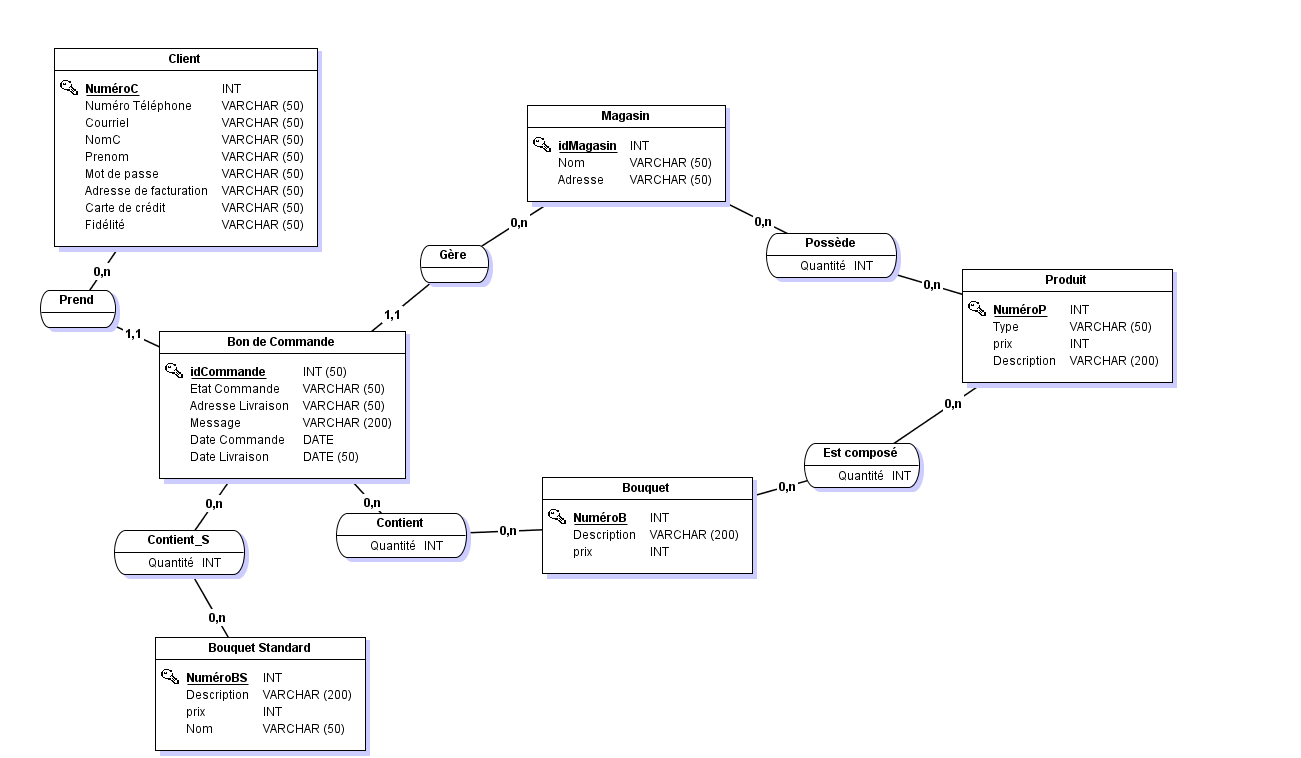 Client
NuméroC INT
Numéro Téléphone VARCHAR (50)
Courriel VARCHAR (50)
NomC VARCHAR (50)
Prenom VARCHAR (50)
Mot de passe VARCHAR (50)
Adresse de facturation VARCHAR (50)
Carte de crédit VARCHAR (50)
Fidélité VARCHAR (50)
0,n
Prend
1,1
Magasin
idMagasin INT
Nom VARCHAR (50)
Adresse VARCHAR (50)
0,n
Gère
1,1
0,n
Possède
Quantité INT
0,n
Produit
NuméroP INT
Type VARCHAR (50)
prix INT
Description VARCHAR (200)
0,n
Est composé
Quantité INT
0,n
Bon de Commande
idCommande INT (50)
Etat Commande VARCHAR (50)
Adresse Livraison VARCHAR (50)
Message VARCHAR (200)
Date Commande DATE
Date Livraison DATE (50)
0,n
Contient
Quantité INT
0,n
Bouquet
NuméroB INT
Description VARCHAR (200)
prix INT
0,n
Contient_S
Quantité INT
0,n
Bouquet Standard
NuméroBS INT
Description VARCHAR (200)
prix INT
Nom VARCHAR (50)